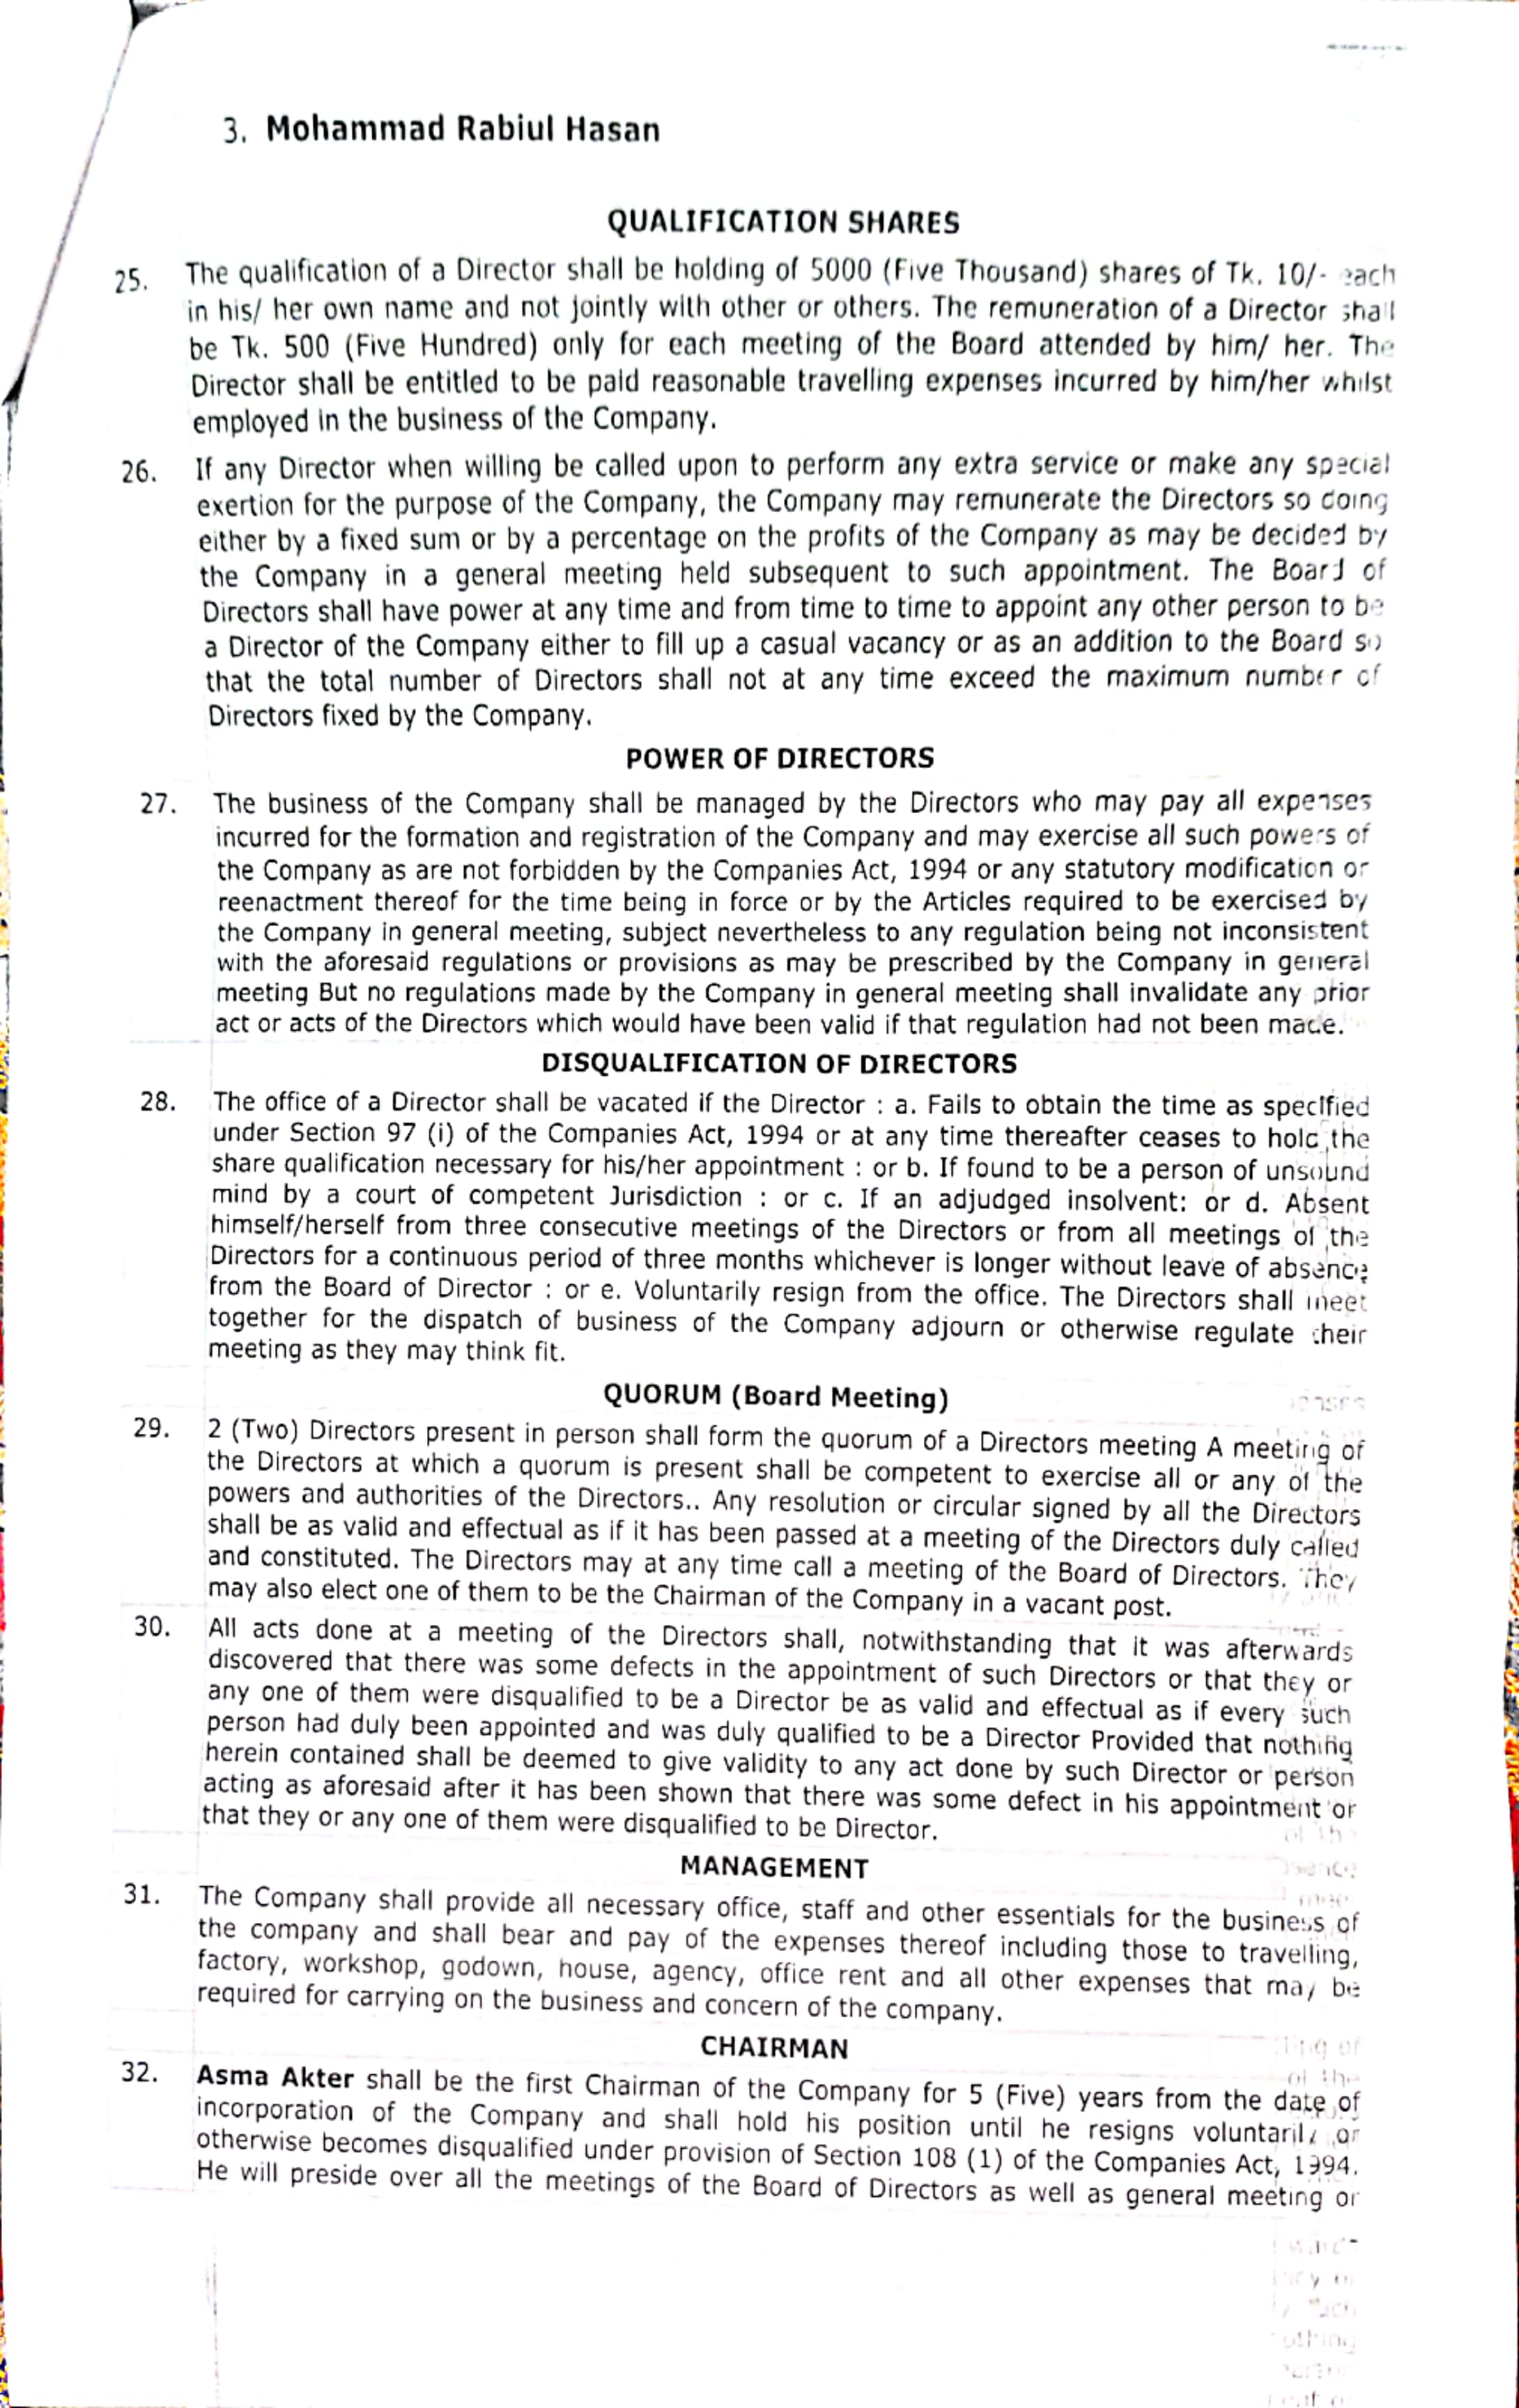 3. Mohammad Rabiul Hasan
QUALIFICATION SHARES
25. The qualification of a Director shall be holding of 5000 (Five Thousand) shares of Tk. 10/- each
in his/ her own name and not jointly with other or others. The remuneration of a Director shall
be Tk. 500 (Five Hundred) only for each meeting of the Board attended by him/ her. The
Director shall be entitled to be paid reasonable travelling expenses incurred by him/her whilst
employed in the business of the Company.
26. If any Director when willing be called upon to perform any extra service or make any special
exertion for the purpose of the Company, the Company may remunerate the Directors so doing
either by a fixed sum or by a percentage on the profits of the Company as may be decided by
the Company in a general meeting held subsequent to such appointment. The Board of
Directors shall have power at any time and from time to time to appoint any other person to be
a Director of the Company either to fill up a casual vacancy or as an addition to the Board so
that the total number of Directors shall not at any time exceed the maximum number of
Directors fixed by the Company.
POWER OF DIRECTORS
27. The business of the Company shall be managed by the Directors who may pay all expenses
incurred for the formation and registration of the Company and may exercise all such powers of
the Company as are not forbidden by the Companies Act, 1994 or any statutory modification or
reenactment thereof for the time being in force or by the Articles required to be exercised by
the Company in general meeting, subject nevertheless to any regulation being not inconsistent
with the aforesaid regulations or provisions as may be prescribed by the Company in general
meeting But no regulations made by the Company in general meeting shall invalidate any prior
act or acts of the Directors which would have been valid if that regulation had not been made.
DISQUALIFICATION OF DIRECTORS
28. The office of a Director shall be vacated if the Director : a. Fails to obtain the time as specified
under Section 97 (i) of the Companies Act, 1994 or at any time thereafter ceases to hold the
share qualification necessary for his/her appointment : or b. If found to be a person of unsound
mind by a court of competent Jurisdiction : or c. If an adjudged insolvent: or d. Absent
himself/herself from three consecutive meetings of the Directors or from all meetings of the
Directors for a continuous period of three months whichever is longer without leave of absence
from the Board of Director : or e. Voluntarily resign from the office. The Directors shall meet
together for the dispatch of business of the Company adjourn or otherwise regulate their
meeting as they may think fit.
QUORUM (Board Meeting)
29. 2 (Two) Directors present in person shall form the quorum of a Directors meeting A meeting of
the Directors at which a quorum is present shall be competent to exercise all or any of the
powers and authorities of the Directors.. Any resolution or circular signed by all the Directors
shall be as valid and effectual as if it has been passed at a meeting of the Directors duly called
and constituted. The Directors may at any time call a meeting of the Board of Directors. They
may also elect one of them to be the Chairman of the Company in a vacant post.
30. All acts done at a meeting of the Directors shall, notwithstanding that it was afterwards
discovered that there was some defects in the appointment of such Directors or that they or
any one of them were disqualified to be a Director be as valid and effectual as if every such
person had duly been appointed and was duly qualified to be a Director Provided that nothing
herein contained shall be deemed to give validity to any act done by such Director or person
acting as aforesaid after it has been shown that there was some defect in his appointment or
that they or any one of them were disqualified to be Director.
MANAGEMENT
31. The Company shall provide all necessary office, staff and other essentials for the business of
the company and shall bear and pay of the expenses thereof including those to travelling,
factory, workshop, godown, house, agency, office rent and all other expenses that may be
required for carrying on the business and concern of the company.
CHAIRMAN
32. Asma Akter shall be the first Chairman of the Company for 5 (Five) years from the date of
incorporation of the Company and shall hold his position until he resigns voluntarily or
otherwise becomes disqualified under provision of Section 108 (1) of the Companies Act, 1994.
He will preside over all the meetings of the Board of Directors as well as general meeting or